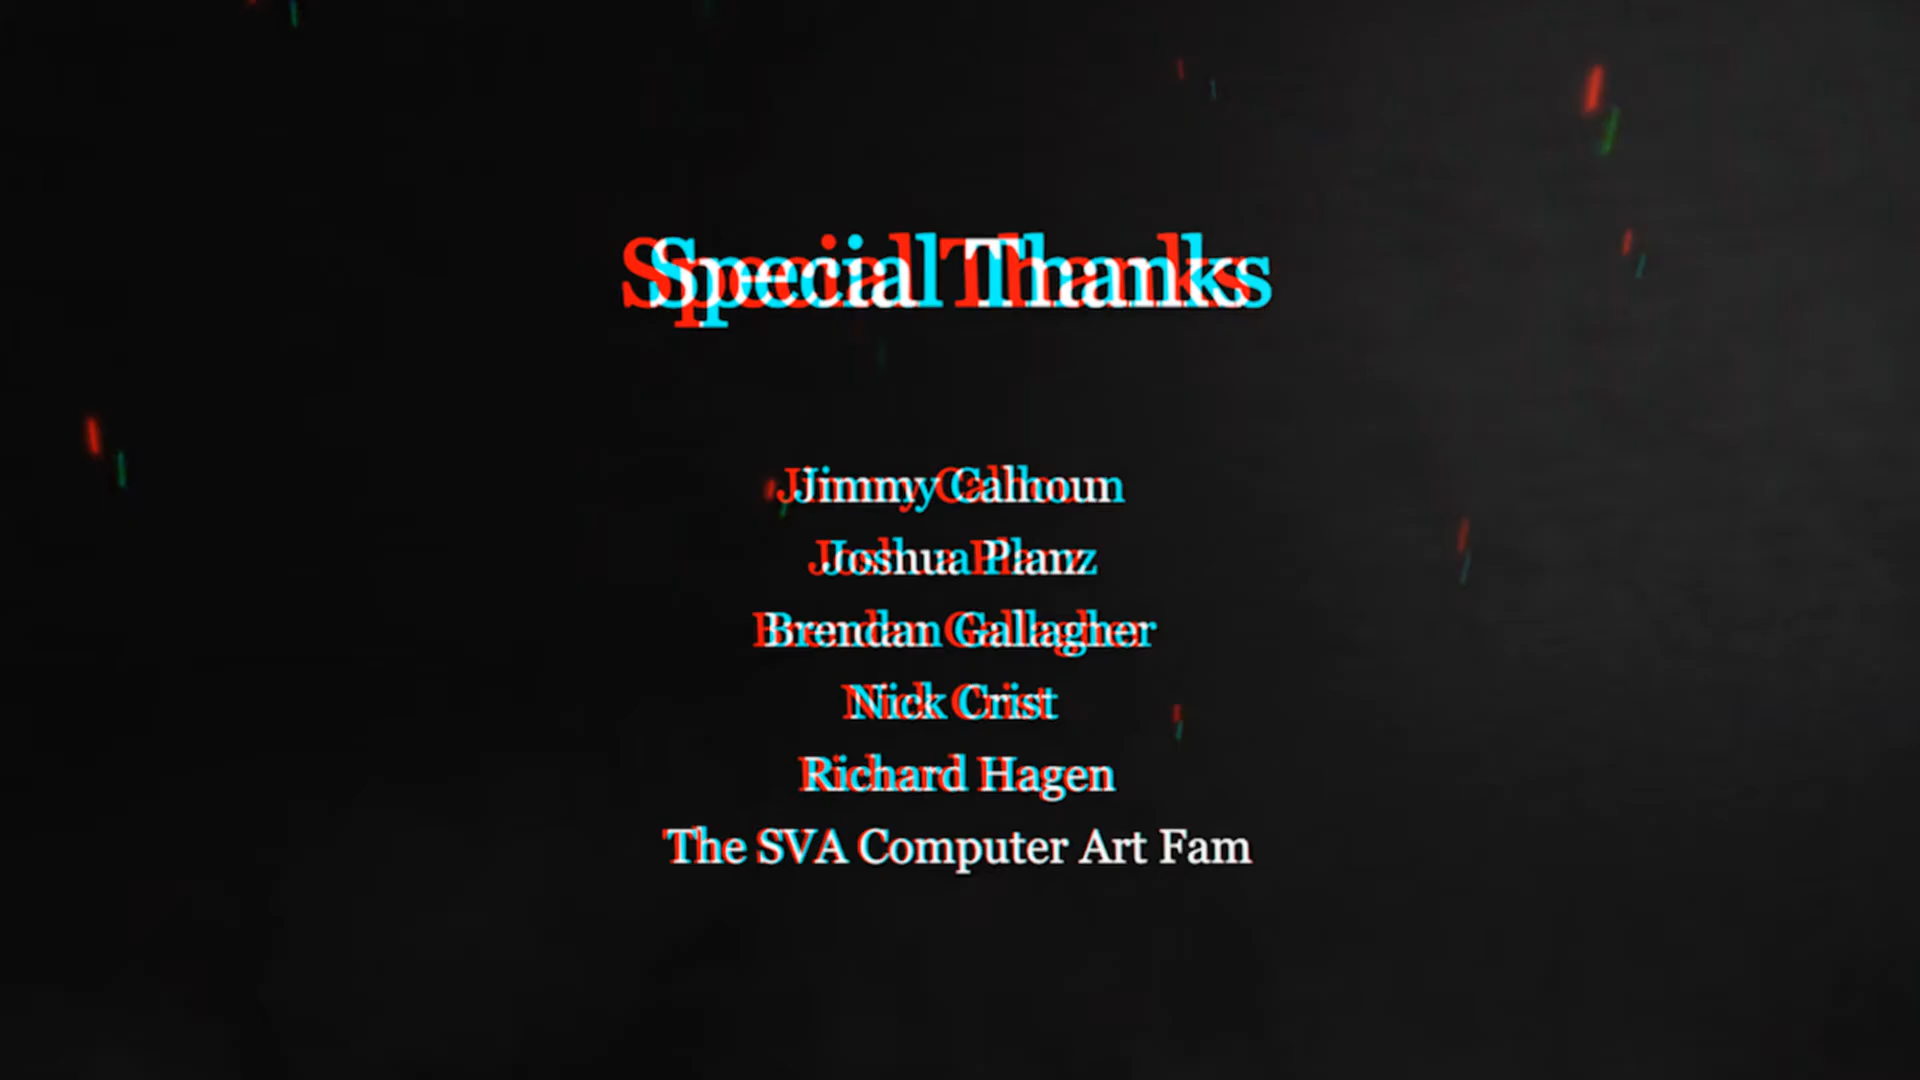 Special Thanks
Jimmy Calhoun
Joshua Planz
Brendan Gallagher
Nick Crist
Richard Hagen
The SVA Computer Art Fam